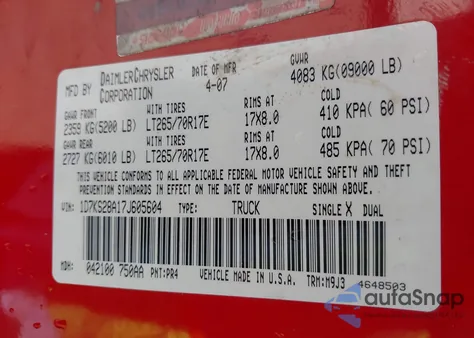 MFD BY DAIMLERCHRYSLER CORPORATION DATE OF MFR 4-07 GVWR 4083 KG(09000 LB)
GAWR FRONT WITH TIRES RIMS AT COLD
2359 KG(5200 LB) LT265/70R17E 17X8.0 410 KPA( 60 PSI)
GAWR REAR WITH TIRES RIMS AT COLD
2727 KG(6010 LB) LT265/70R17E 17X8.0 485 KPA( 70 PSI)
THIS VEHICLE CONFORMS TO ALL APPLICABLE FEDERAL MOTOR VEHICLE SAFETY AND THEFT
PREVENTION STANDARDS IN EFFECT ON THE DATE OF MANUFACTURE SHOWN ABOVE
VIN: 1D7KS28A17J605604 TYPE: TRUCK SINGLE X DUAL
MDH: 042100 750AA PNT:PR4 VEHICLE MADE IN U.S.A. TRM:M9J3 4648503
autoSnap